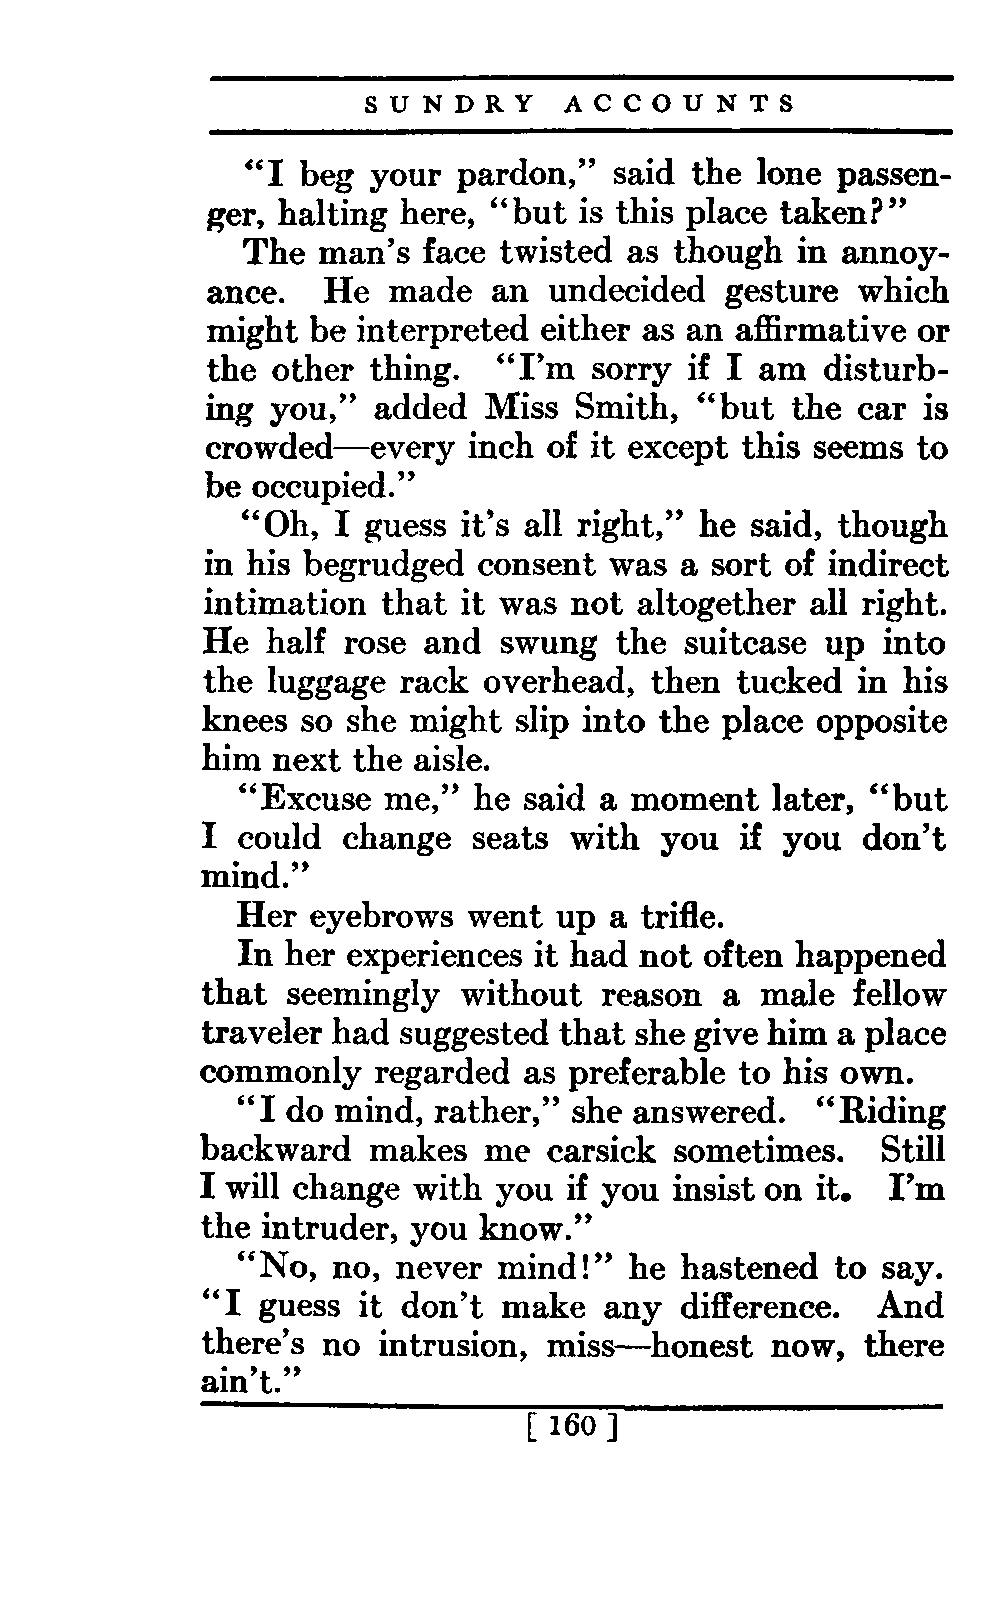 SUNDRY ACCOUNTS
“I beg your pardon,” said the lone passen-
ger, halting here, “but is this place taken?”
The man’s face twisted as though in annoy-
ance. He made an undecided gesture which
might be interpreted either as an affirmative or
the other thing. “I’m sorry if I am disturb-
ing you,” added Miss Smith, “but the car is
crowded—every inch of it except this seems to
be occupied.”
“Oh, I guess it’s all right,” he said, though
in his begrudged consent was a sort of indirect
intimation that it was not altogether all right.
He half rose and swung the suitcase up into
the luggage rack overhead, then tucked in his
knees so she might slip into the place opposite
him next the aisle.
“Excuse me,” he said a moment later, “but
I could change seats with you if you don’t
mind.”
Her eyebrows went up a trifle.
In her experiences it had not often happened
that seemingly without reason a male fellow
traveler had suggested that she give him a place
commonly regarded as preferable to his own.
“I do mind, rather,” she answered. “Riding
backward makes me carsick sometimes. Still
I will change with you if you insist on it. I’m
the intruder, you know.”
“No, no, never mind!” he hastened to say.
“I guess it don’t make any difference. And
there’s no intrusion, miss—honest now, there
ain’t.”
[ 160 ]